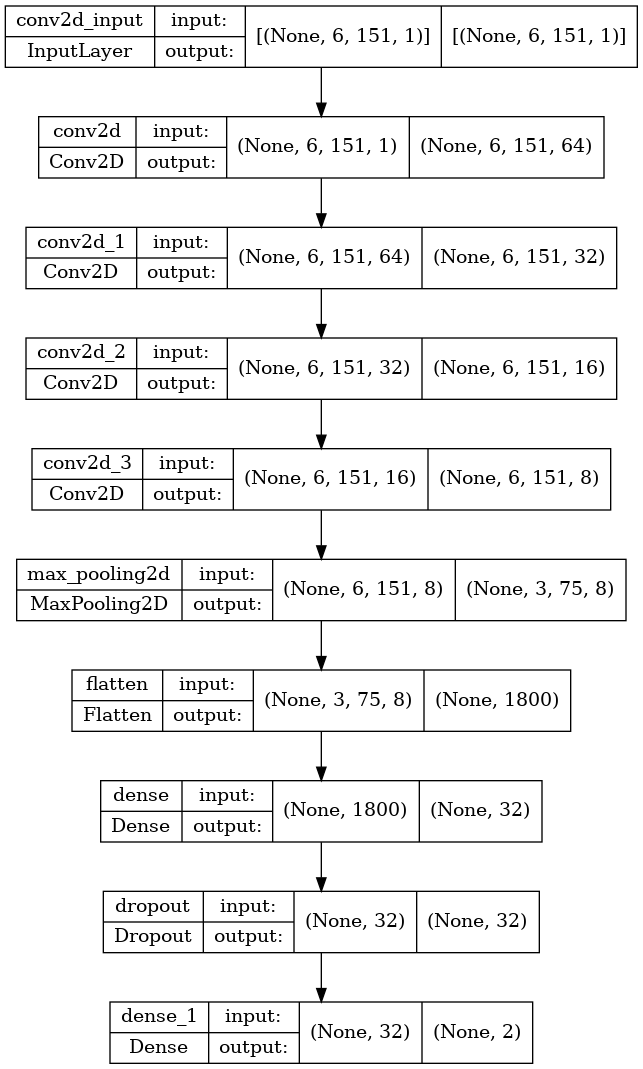 conv2d_input input: [(None, 6, 151, 1)] [(None, 6, 151, 1)]
InputLayer output:
conv2d input: (None, 6, 151, 1) (None, 6, 151, 64)
Conv2D output:
conv2d_1 input: (None, 6, 151, 64) (None, 6, 151, 32)
Conv2D output:
conv2d_2 input: (None, 6, 151, 32) (None, 6, 151, 16)
Conv2D output:
conv2d_3 input: (None, 6, 151, 16) (None, 6, 151, 8)
Conv2D output:
max_pooling2d input: (None, 6, 151, 8) (None, 3, 75, 8)
MaxPooling2D output:
flatten input: (None, 3, 75, 8) (None, 1800)
Flatten output:
dense input: (None, 1800) (None, 32)
Dense output:
dropout input: (None, 32) (None, 32)
Dropout output:
dense_1 input: (None, 32) (None, 2)
Dense output: